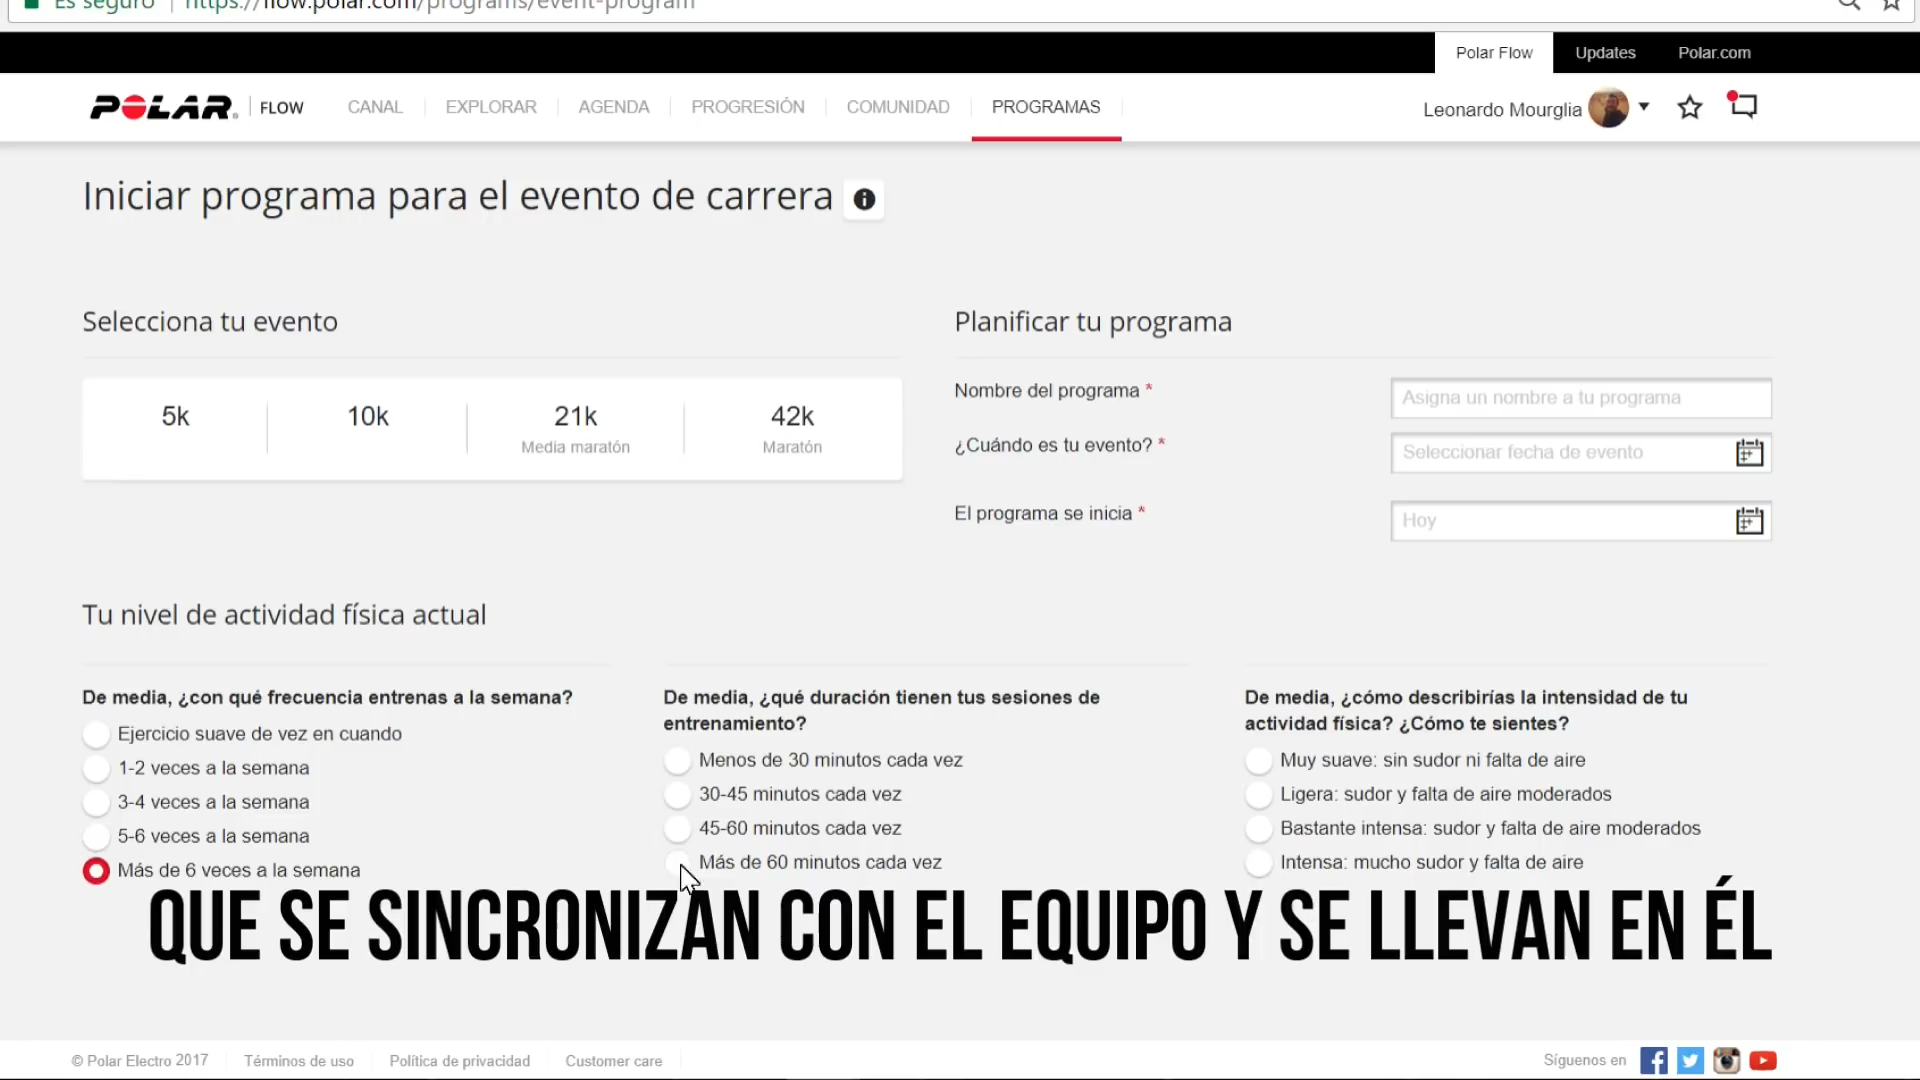 Es seguro | https://flow.polar.com/programs/event-program
Polar Flow Updates Polar.com
POLAR. FLOW CANAL EXPLORAR AGENDA PROGRESIÓN COMUNIDAD PROGRAMAS Leonardo Mourglia
Iniciar programa para el evento de carrera
Selecciona tu evento
5k
10k
21k
Media maratón
42k
Maratón
Planificar tu programa
Nombre del programa * Asigna un nombre a tu programa
¿Cuándo es tu evento? * Seleccionar fecha de evento
El programa se inicia * Hoy
Tu nivel de actividad física actual
De media, ¿con qué frecuencia entrenas a la semana?
Ejercicio suave de vez en cuando
1-2 veces a la semana
3-4 veces a la semana
5-6 veces a la semana
Más de 6 veces a la semana
De media, ¿qué duración tienen tus sesiones de
entrenamiento?
Menos de 30 minutos cada vez
30-45 minutos cada vez
45-60 minutos cada vez
Más de 60 minutos cada vez
De media, ¿cómo describirías la intensidad de tu
actividad física? ¿Cómo te sientes?
Muy suave: sin sudor ni falta de aire
Ligera: sudor y falta de aire moderados
Bastante intensa: sudor y falta de aire moderados
Intensa: mucho sudor y falta de aire
QUE SE SINCRONIZAN CON EL EQUIPO Y SE LLEVAN EN ÉL
© Polar Electro 2017 Términos de uso Política de privacidad Customer care Síguenos en